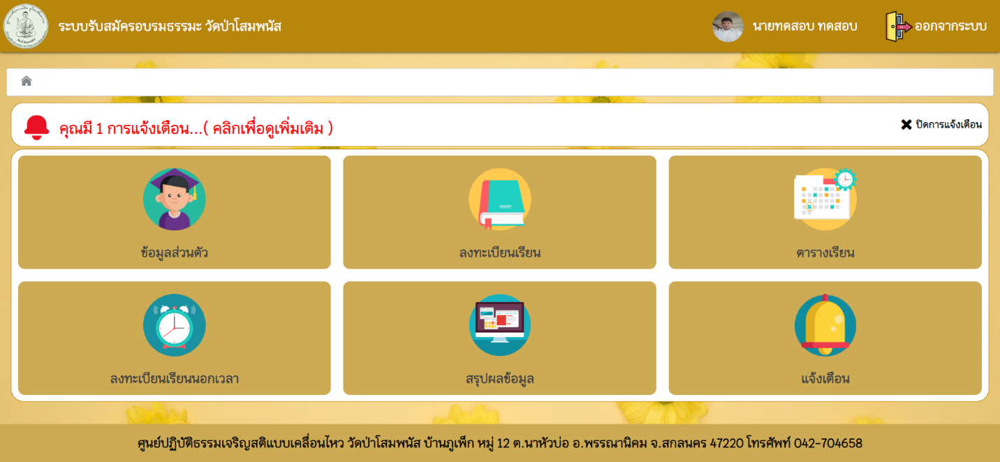 ระบบรับสมัครอบรมธรรมะ วัดป่าโสมพนัส
นายทดสอบ ทดสอบ
ออกจากระบบ
คุณมี 1 การแจ้งเตือน...( คลิกเพื่อดูเพิ่มเติม )
ปิดการแจ้งเตือน
ข้อมูลส่วนตัว
ลงทะเบียนเรียน
ตารางเรียน
ลงทะเบียนเรียนนอกเวลา
สรุปผลข้อมูล
แจ้งเตือน
ศูนย์ปฏิบัติธรรมเจริญสติแบบเคลื่อนไหว วัดป่าโสมพนัส บ้านภูเพ็ก หมู่ 12 ต.นาหัวบ่อ อ.พรรณานิคม จ.สกลนคร 47220 โทรศัพท์ 042-704658